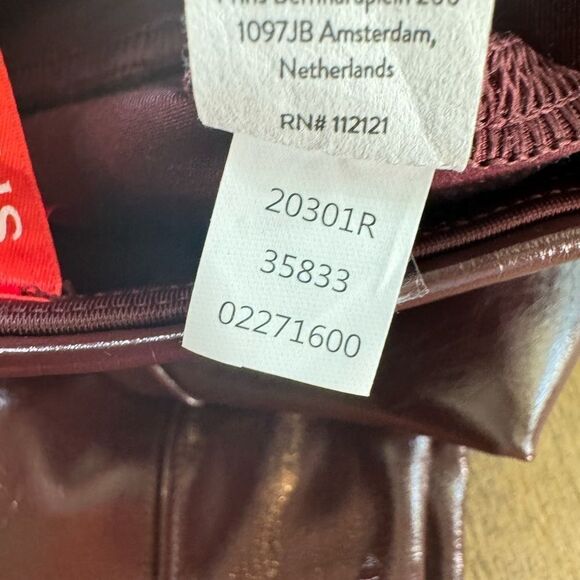 1097JB Amsterdam,
Netherlands
RN# 112121
20301R
35833
02271600